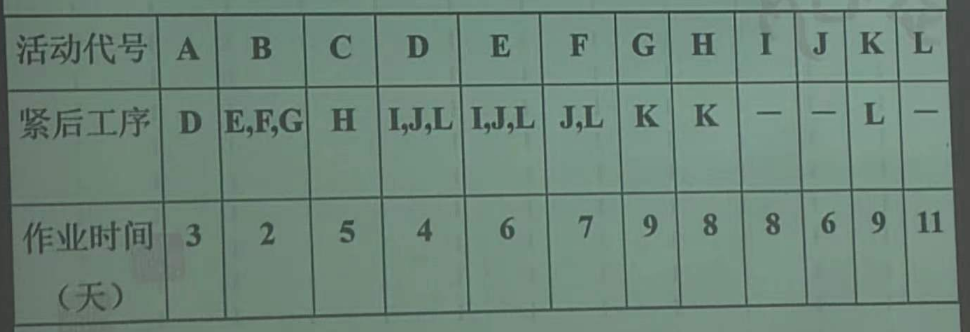 活动代号 A B C D E F G H I J K L
紧后工序 D E,F,G H I,J,L I,J,L J,L K K — — L —
作业时间 3 2 5 4 6 7 9 8 8 6 9 11
（天）